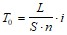 T₀ = L / (S · n) · i